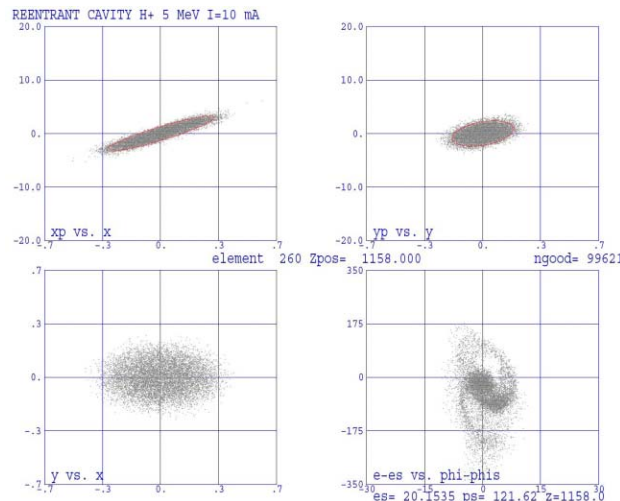 REENTRANT CAVITY H+ 5 MeV I=10 mA
20.0 20.0
10.0 10.0
0. 0.
-10.0 -10.0
xp vs. x yp vs. y
-20.0 -20.0
-.7 -.3 0. .3 .7 -.7 -.3 0.0 .3 .7
element 260 Zpos= 1158.000 ngood= 99621
.7 350
.3 175
0. 0.
-.3 -175
y vs. x e-es vs. phi-phis
-.7 -350
-.7 -.3 0. .3 .7 -30 -15 0.0 15 30
es= 20.1535 ps= 121.62 z=1158.0